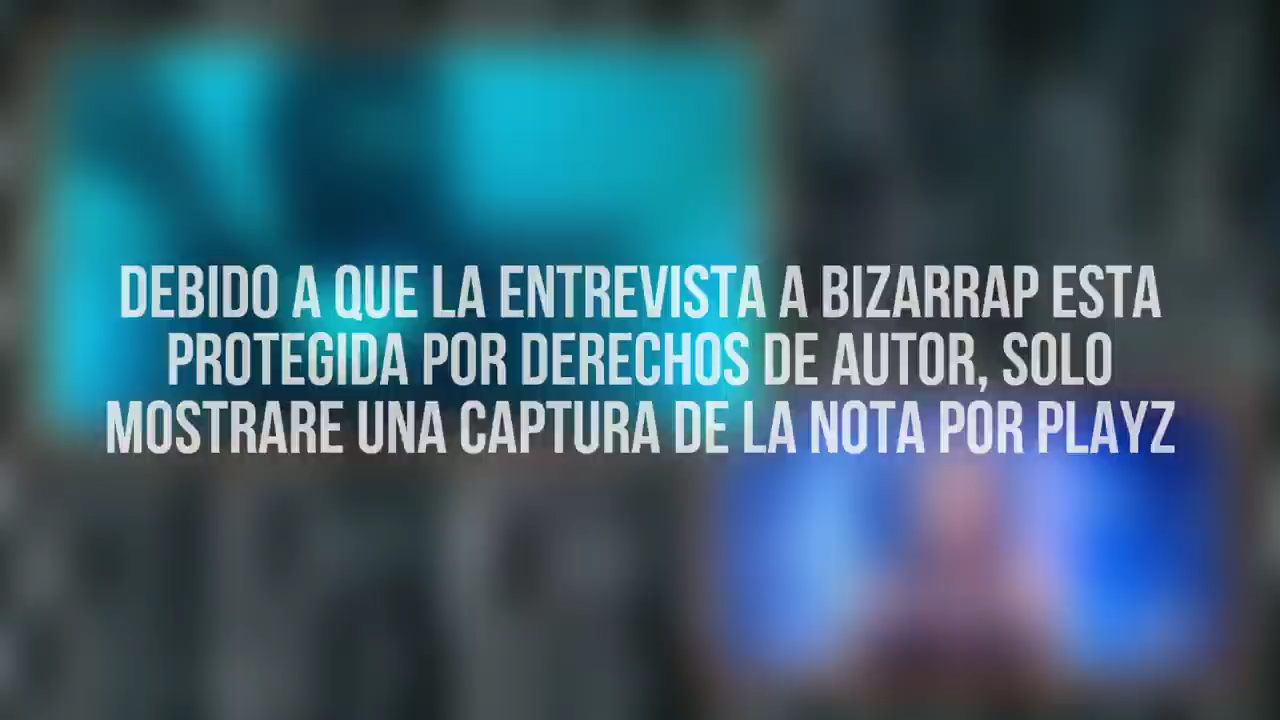 DEBIDO A QUE LA ENTREVISTA A BIZARRAP ESTA
PROTEGIDA POR DERECHOS DE AUTOR, SOLO
MOSTRARE UNA CAPTURA DE LA NOTA POR PLAYZ